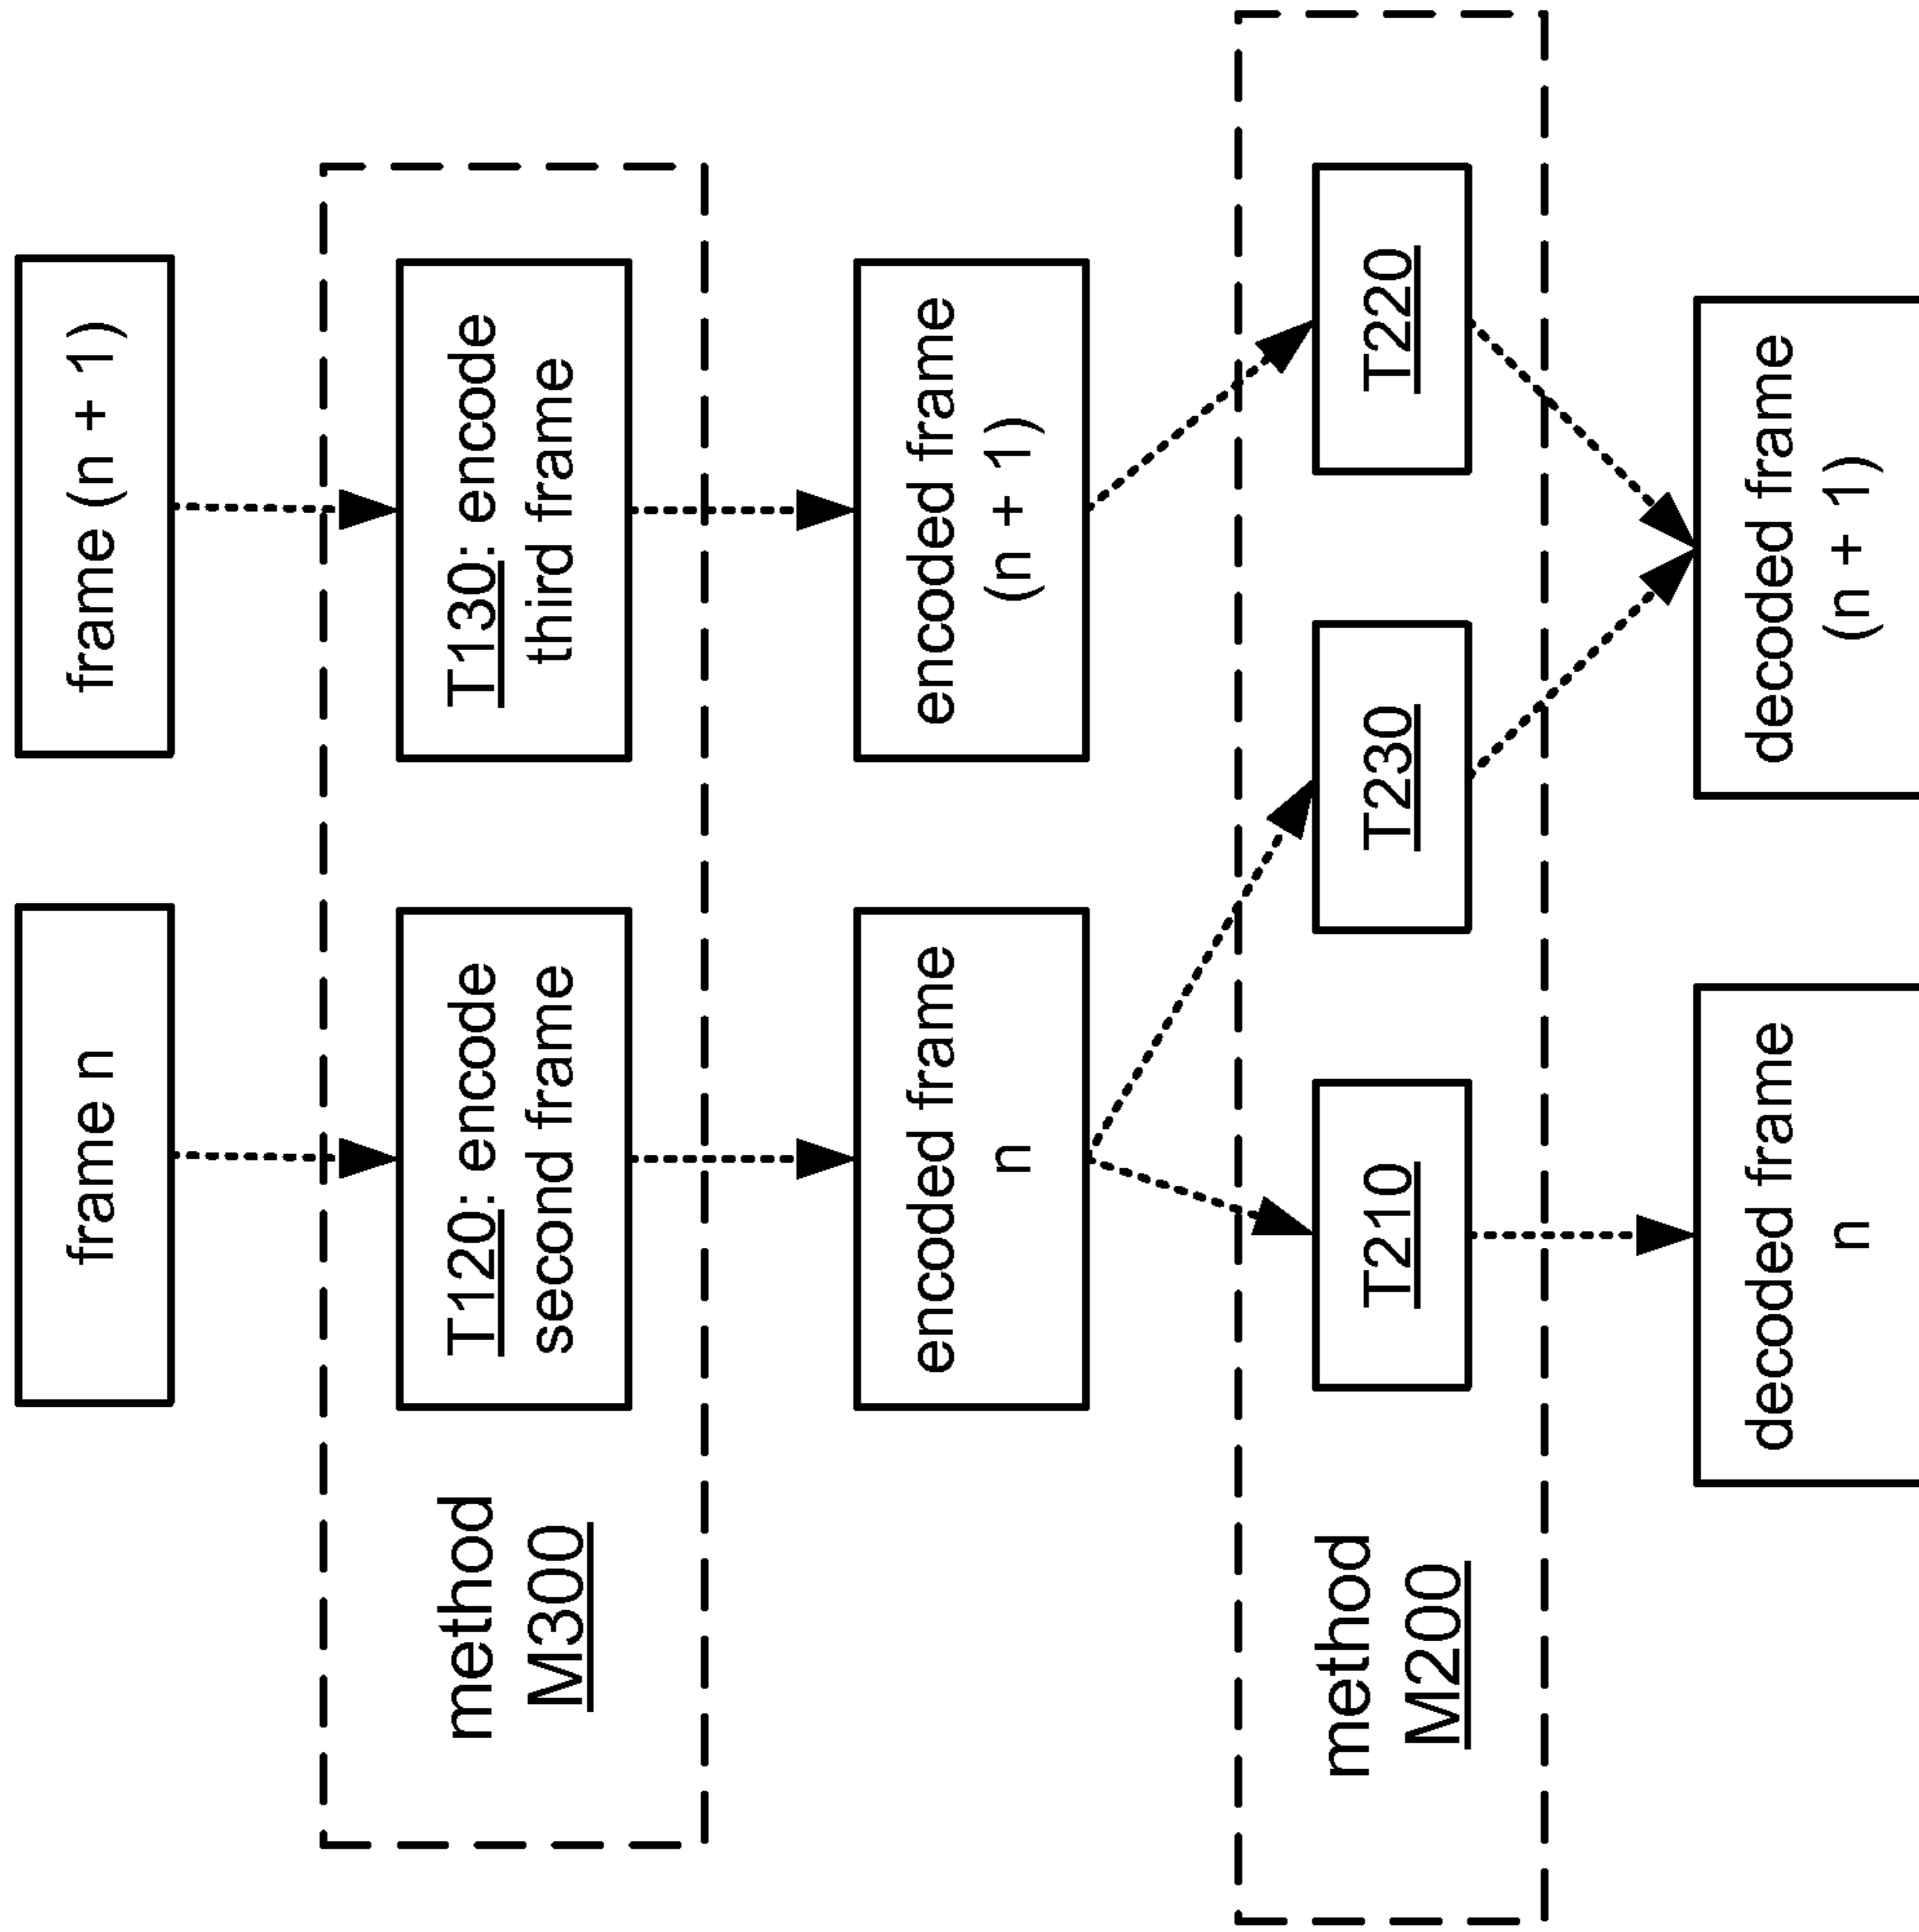 frame n
frame (n + 1)
method
M300
T120: encode
second frame
T130: encode
third frame
encoded frame
n
encoded frame
(n + 1)
method
M200
T210
T230
T220
decoded frame
n
decoded frame
(n + 1)